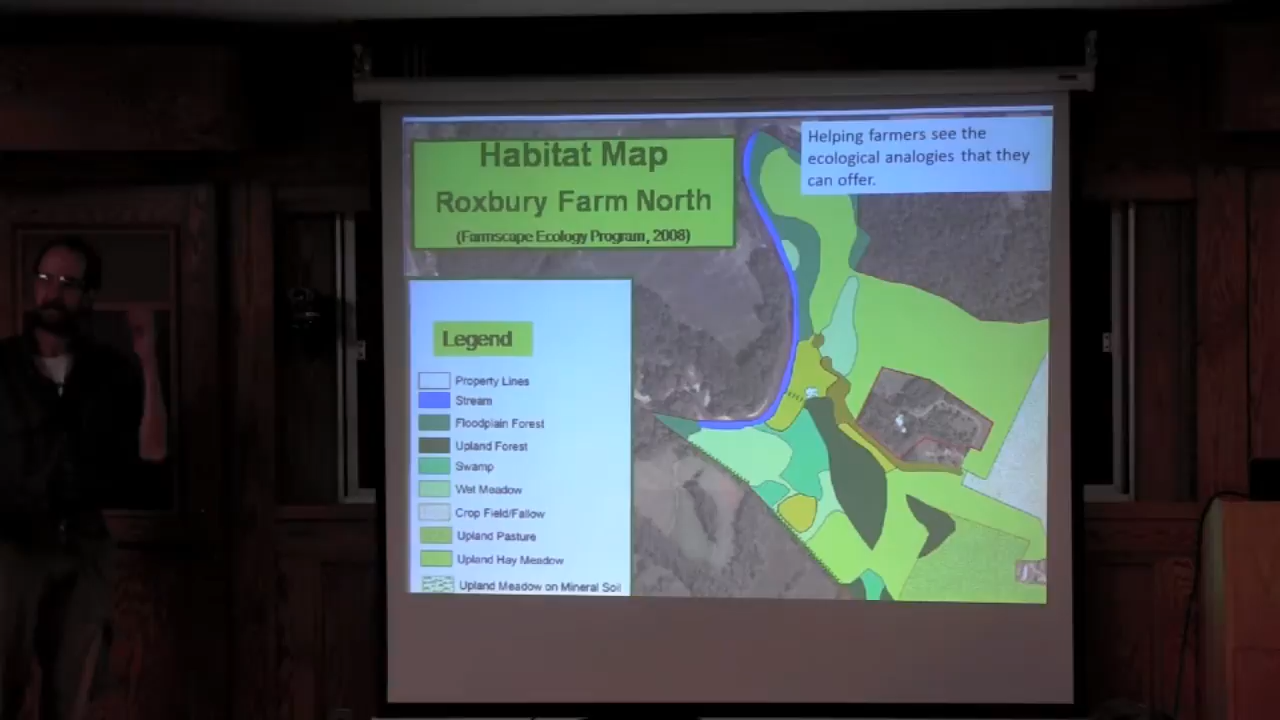 Habitat Map
Roxbury Farm North
(Farmscape Ecology Program, 2008)
Helping farmers see the
ecological analogies that they
can offer.
Legend
Property Lines
Stream
Floodplain Forest
Upland Forest
Swamp
Wet Meadow
Crop Field/Fallow
Upland Pasture
Upland Hay Meadow
Upland Meadow on Mineral Soil